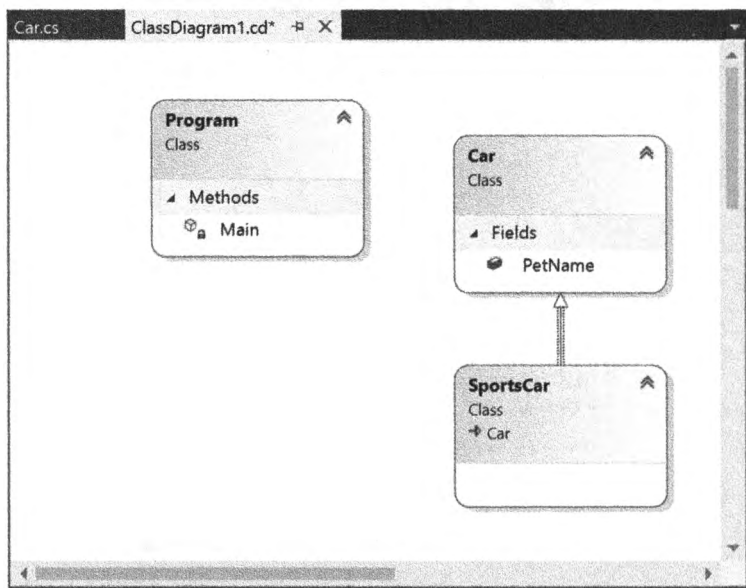 Car.cs
ClassDiagram1.cd*
Program
Class
Methods
Main
Car
Class
Fields
PetName
SportsCar
Class
Car